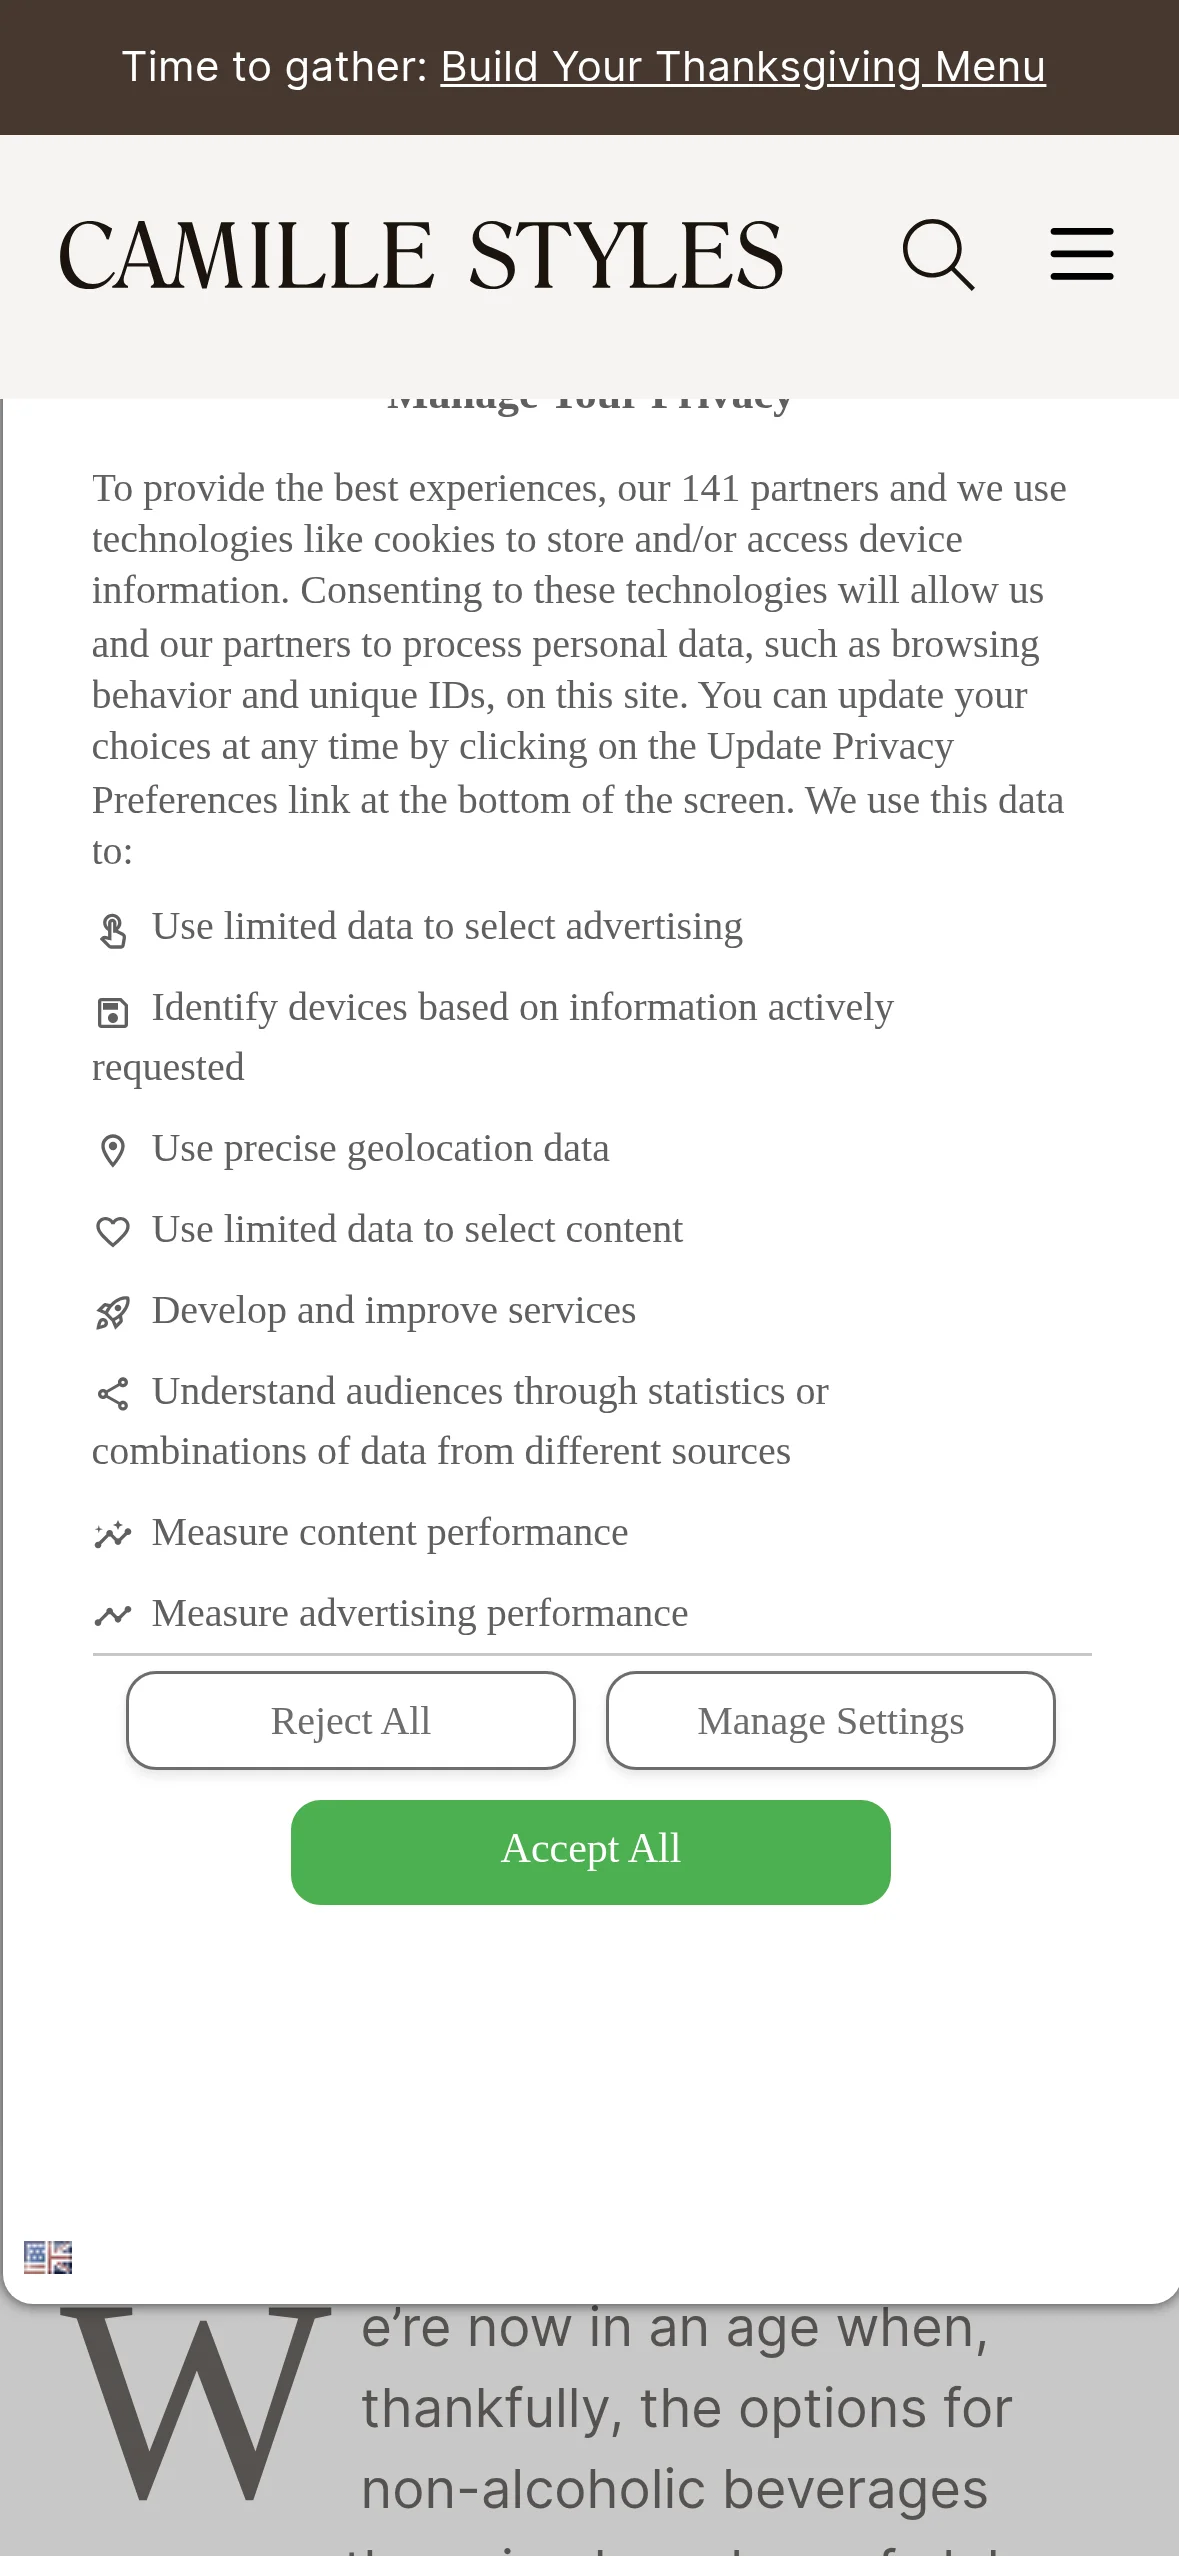 Time to gather: Build Your Thanksgiving Menu
CAMILLE STYLES
Manage Your Privacy
To provide the best experiences, our 141 partners and we use
technologies like cookies to store and/or access device
information. Consenting to these technologies will allow us
and our partners to process personal data, such as browsing
behavior and unique IDs, on this site. You can update your
choices at any time by clicking on the Update Privacy
Preferences link at the bottom of the screen. We use this data
to:
Use limited data to select advertising
Identify devices based on information actively
requested
Use precise geolocation data
Use limited data to select content
Develop and improve services
Understand audiences through statistics or
combinations of data from different sources
Measure content performance
Measure advertising performance
Reject All
Manage Settings
Accept All
We’re now in an age when,
thankfully, the options for
non-alcoholic beverages